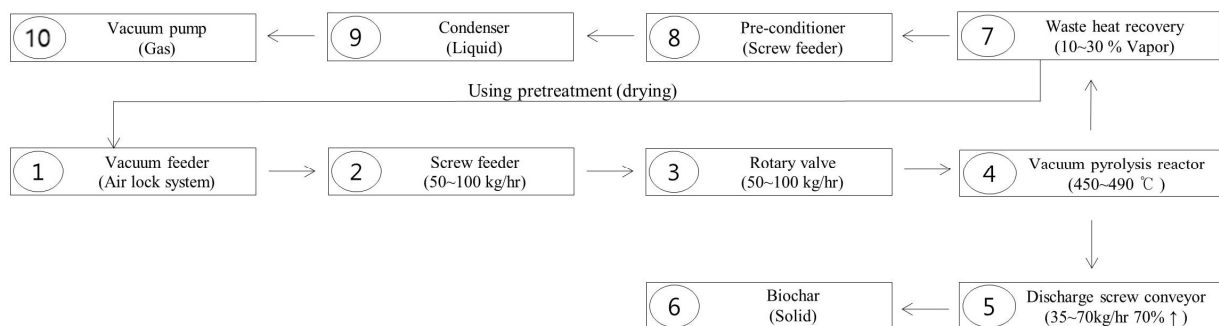 10
Vacuum pump
(Gas)
9
Condenser
(Liquid)
8
Pre-conditioner
(Screw feeder)
7
Waste heat recovery
(10~30 % Vapor)
Using pretreatment (drying)
1
Vacuum feeder
(Air lock system)
2
Screw feeder
(50~100 kg/hr)
3
Rotary valve
(50~100 kg/hr)
4
Vacuum pyrolysis reactor
(450~490 ℃ )
6
Biochar
(Solid)
5
Discharge screw conveyor
(35~70kg/hr 70% ↑ )